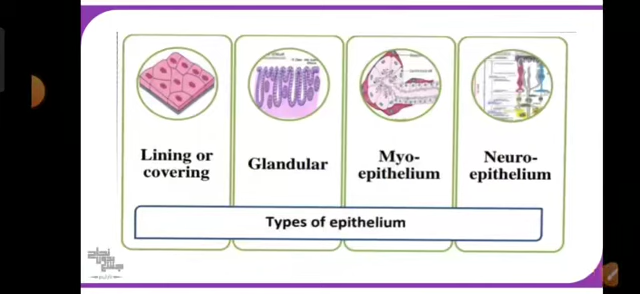 Lining or
covering
Glandular
Myo-
epithelium
Neuro-
epithelium
Types of epithelium